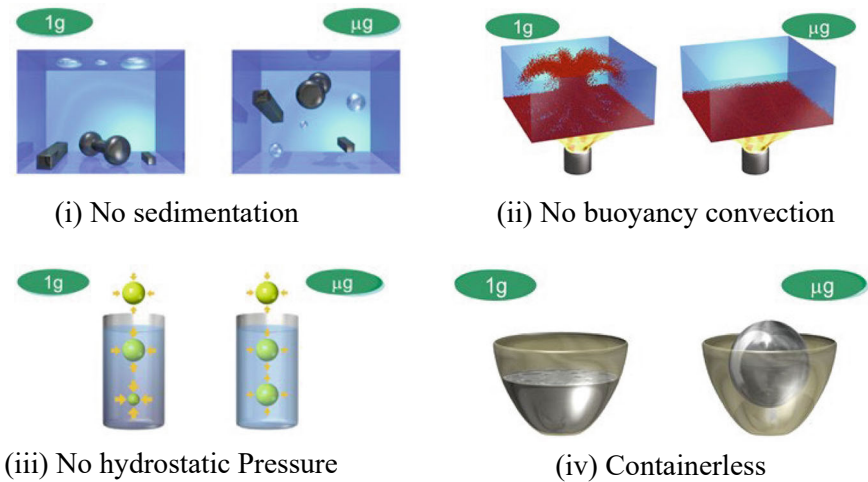 1g
μg
1g
μg
(i) No sedimentation
(ii) No buoyancy convection
1g
μg
1g
μg
(iii) No hydrostatic Pressure
(iv) Containerless